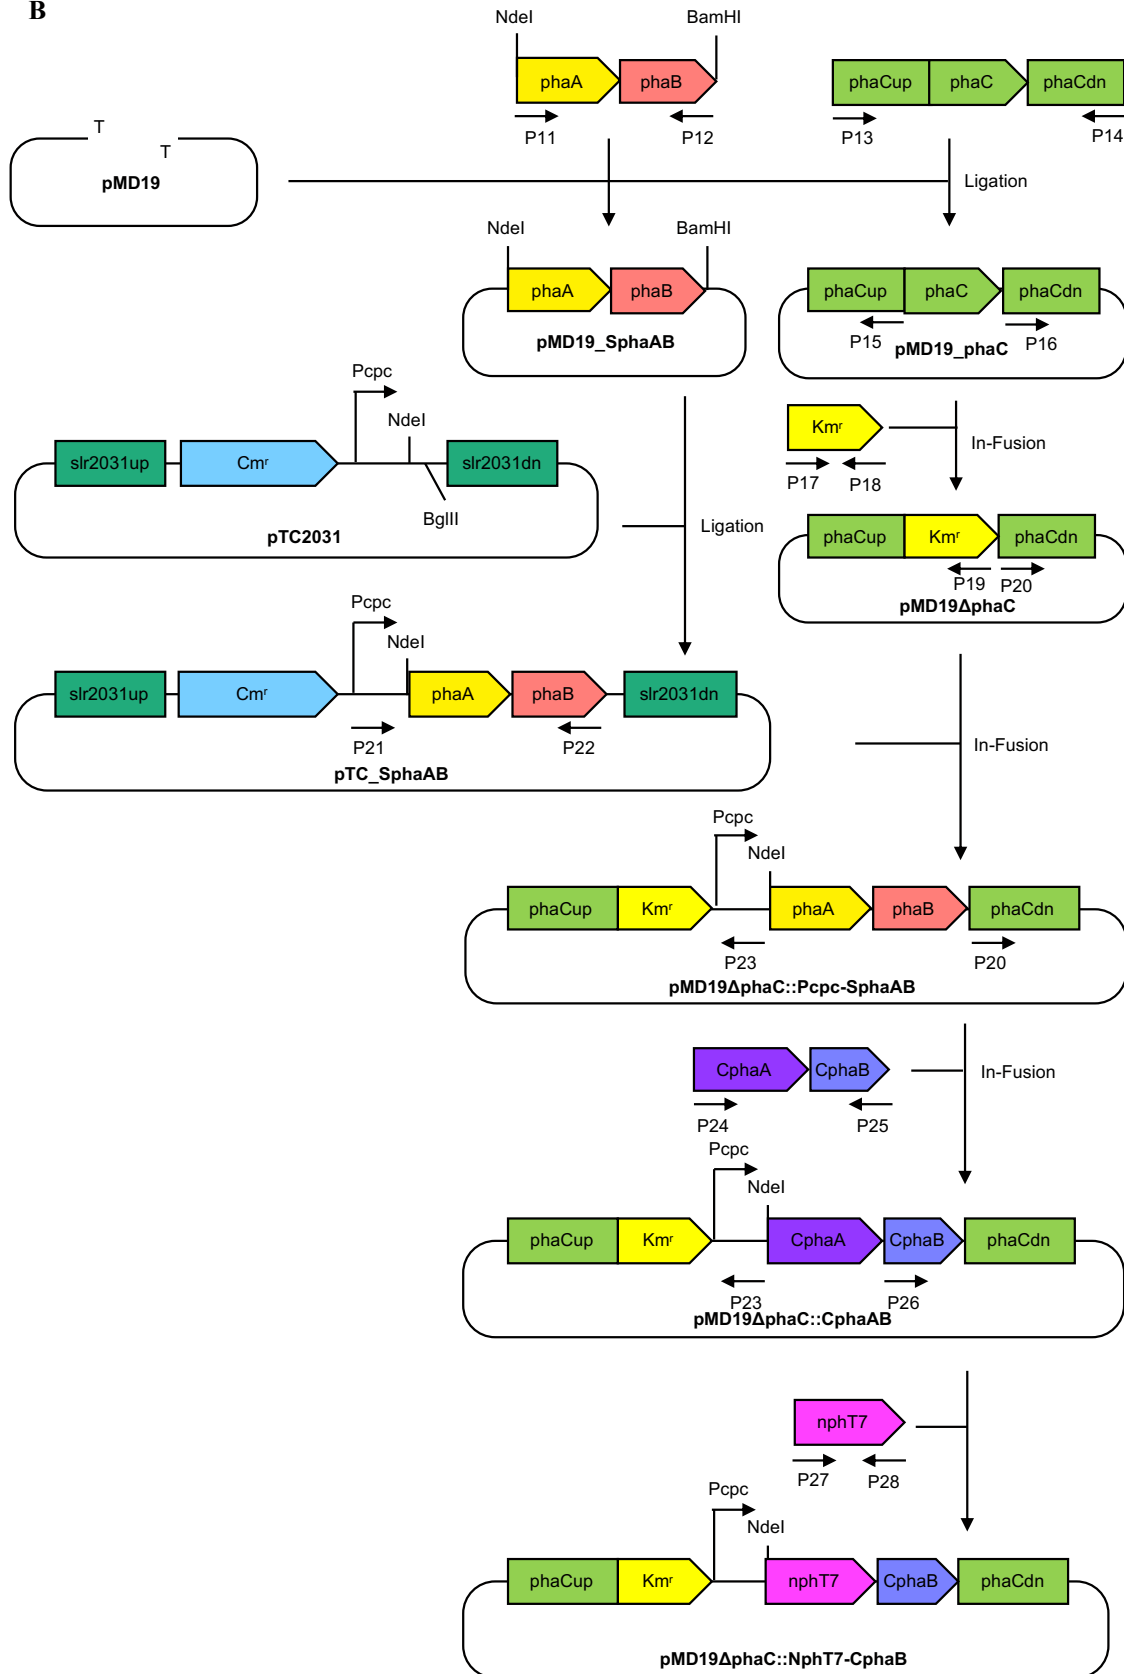 B
NdeI BamHI
phaA phaB phaCup phaC phaCdn
P11 P12 P13 P14
T
T
pMD19
Ligation
NdeI BamHI
phaA phaB phaCup phaC phaCdn
P15 P16
pMD19_SphaAB pMD19_phaC
Pcpc
NdeI
Kmʳ
In-Fusion
slr2031up Cmʳ slr2031dn
P17 P18
BglII
pTC2031
Ligation
phaCup Kmʳ phaCdn
P19 P20
pMD19ΔphaC
Pcpc
NdeI
slr2031up Cmʳ phaA phaB slr2031dn
P21 P22
In-Fusion
pTC_SphaAB
Pcpc
NdeI
phaCup Kmʳ phaA phaB phaCdn
P23 P20
pMD19ΔphaC::Pcpc-SphaAB
CphaA CphaB
In-Fusion
P24 P25
Pcpc
NdeI
phaCup Kmʳ CphaA CphaB phaCdn
P23 P26
pMD19ΔphaC::CphaAB
nphT7
P27 P28
Pcpc
NdeI
phaCup Kmʳ nphT7 CphaB phaCdn
pMD19ΔphaC::NphT7-CphaB